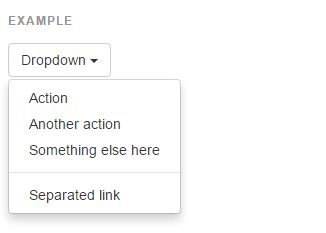 EXAMPLE
Dropdown
Action
Another action
Something else here
Separated link